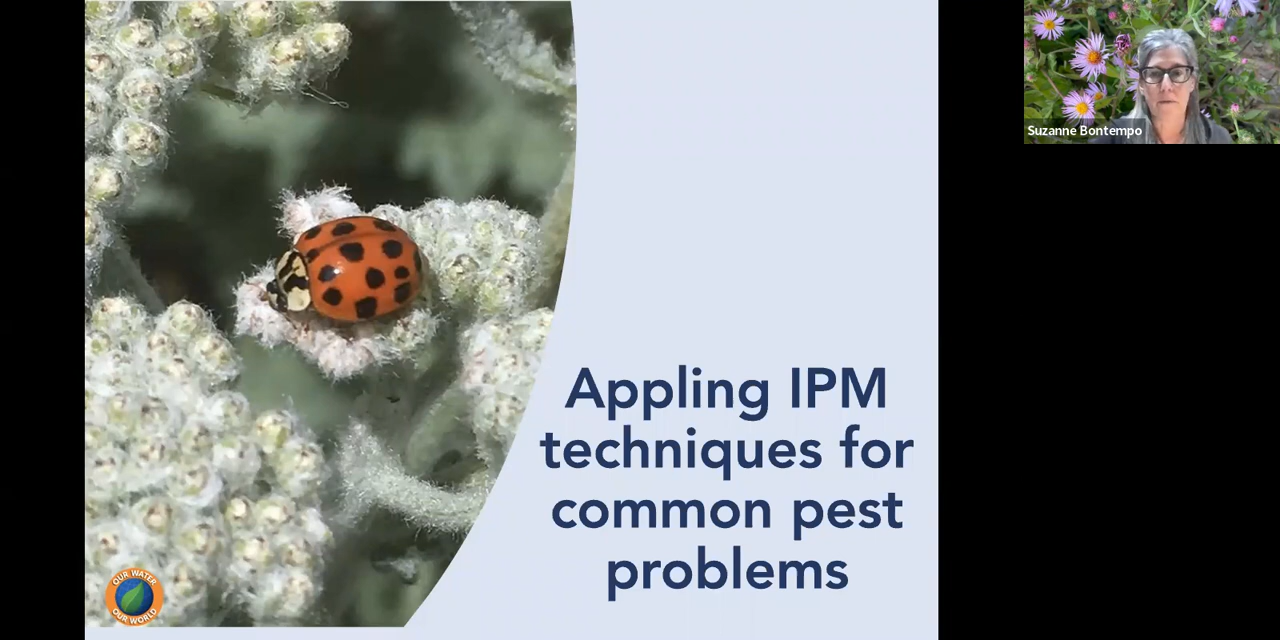 Suzanne Bontempo
Appling IPM
techniques for
common pest
problems
OUR WATER
OUR WORLD